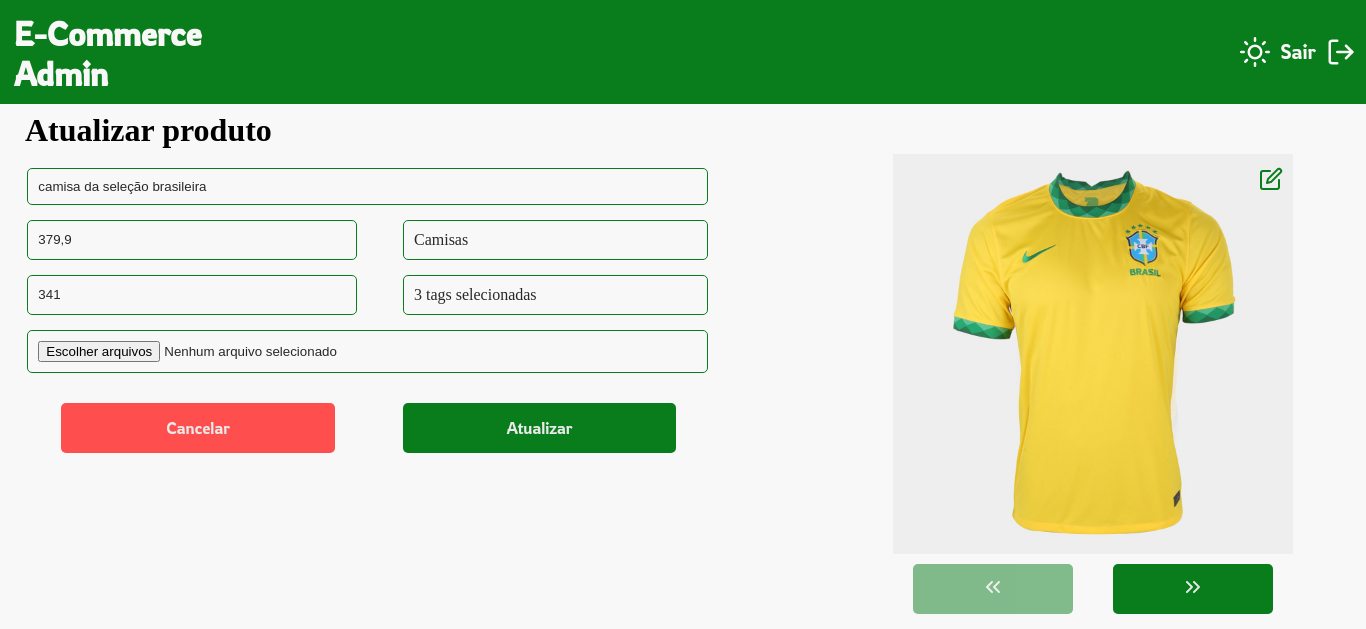 E-Commerce
Admin
Sair
Atualizar produto
camisa da seleção brasileira
379,9
Camisas
341
3 tags selecionadas
Escolher arquivos Nenhum arquivo selecionado
Cancelar
Atualizar
CBF
BRASIL